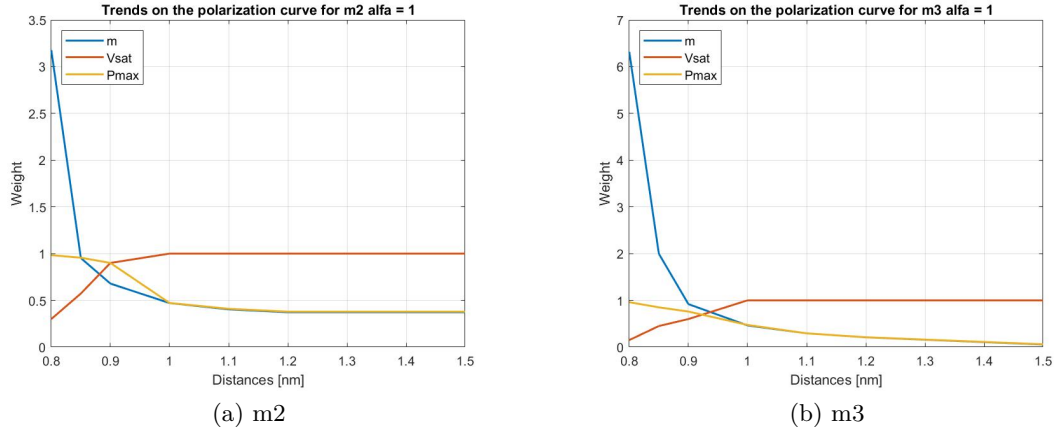 Trends on the polarization curve for m2 alfa = 1
3.5
3
2.5
2
1.5
1
0.5
0
Weight
m
Vsat
Pmax
0.8 0.9 1 1.1 1.2 1.3 1.4 1.5
Distances [nm]
(a) m2
Trends on the polarization curve for m3 alfa = 1
7
6
5
4
3
2
1
0
Weight
m
Vsat
Pmax
0.8 0.9 1 1.1 1.2 1.3 1.4 1.5
Distances [nm]
(b) m3